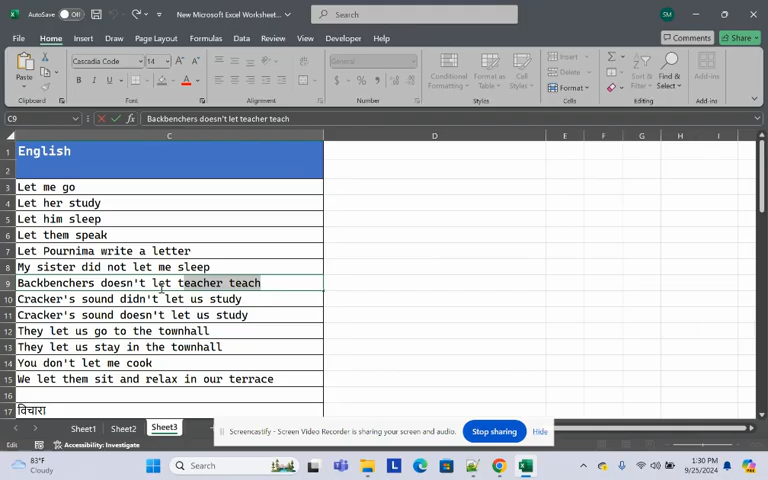 AutoSave Off New Microsoft Excel Worksheet... Search SM
File Home Insert Draw Page Layout Formulas Data Review View Developer Help Comments Share
Paste Cascadia Code 14 General Conditional Formatting Format as Table Cell Styles Insert Delete Format Sort & Filter Find & Select Add-ins
Clipboard Font Alignment Number Styles Cells Editing Add-ins
C9 Backbenchers doesn't let teacher teach
C D E F G H I
1 English
2
3 Let me go
4 Let her study
5 Let him sleep
6 Let them speak
7 Let Pournima write a letter
8 My sister did not let me sleep
9 Backbenchers doesn't let teacher teach
10 Cracker's sound didn't let us study
11 Cracker's sound doesn't let us study
12 They let us go to the townhall
13 They let us stay in the townhall
14 You don't let me cook
15 We let them sit and relax in our terrace
16
17 विचारा
Sheet1 Sheet2 Sheet3
Screencastify - Screen Video Recorder is sharing your screen and audio. Stop sharing Hide
Edit Accessibility: Investigate
83°F
Cloudy
Search
1:30 PM
9/25/2024